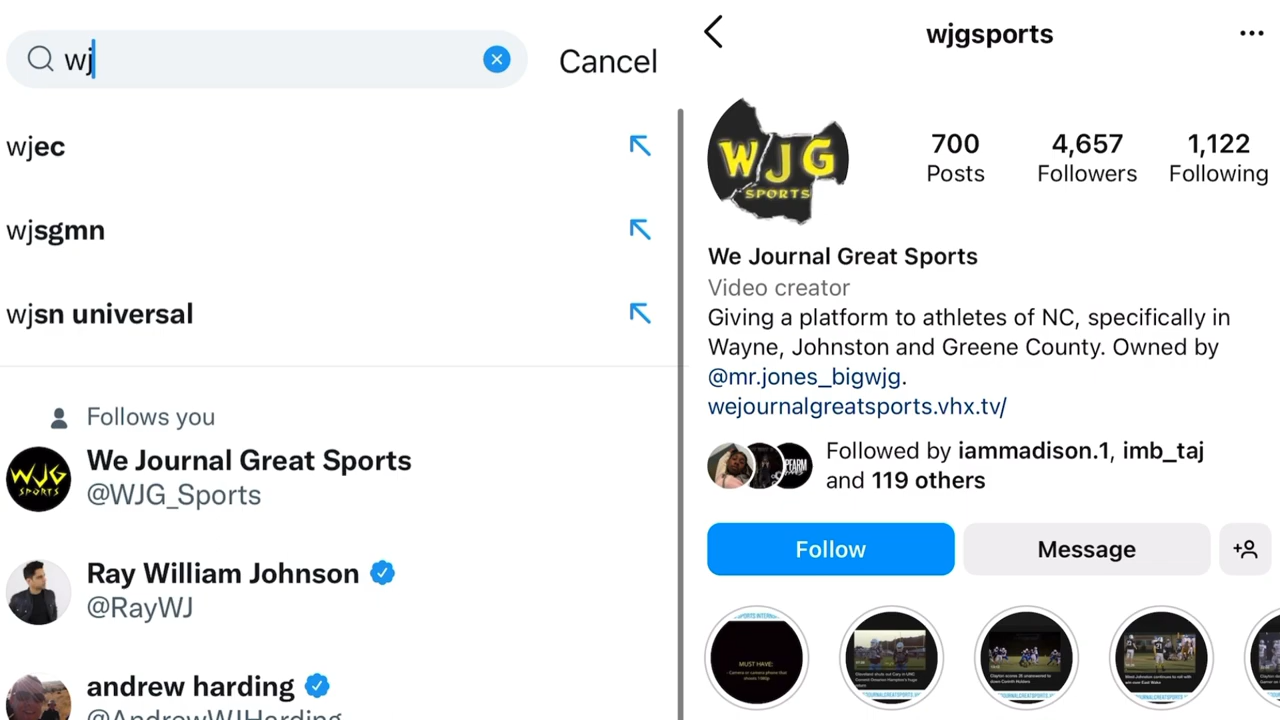 wj
Cancel
wjec
wjsgmn
wjsn universal
Follows you
We Journal Great Sports
@WJG_Sports
WJG
SPORTS
Ray William Johnson
@RayWJ
andrew harding
@AndrewWJHarding
wjgsports
WJG
SPORTS
700
Posts
4,657
Followers
1,122
Following
We Journal Great Sports
Video creator
Giving a platform to athletes of NC, specifically in
Wayne, Johnston and Greene County. Owned by
@mr.jones_bigwjg.
wejournalgreatsports.vhx.tv/
Followed by iammadison.1, imb_taj
and 119 others
Follow
Message
MUST HAVE: